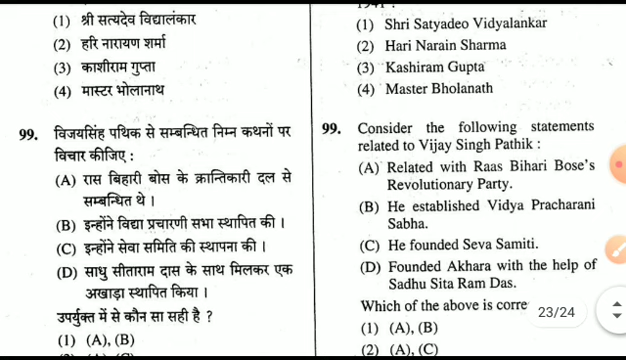 (1) श्री सत्यदेव विद्यालंकार
(2) हरि नारायण शर्मा
(3) काशीराम गुप्ता
(4) मास्टर भोलानाथ
99. विजयसिंह पथिक से सम्बन्धित निम्न कथनों पर
विचार कीजिए :
(A) रास बिहारी बोस के क्रान्तिकारी दल से
सम्बन्धित थे ।
(B) इन्होंने विद्या प्रचारणी सभा स्थापित की ।
(C) इन्होंने सेवा समिति की स्थापना की ।
(D) साधु सीताराम दास के साथ मिलकर एक
अखाड़ा स्थापित किया ।
उपर्युक्त में से कौन सा सही है ?
(1) (A), (B)
(1) Shri Satyadeo Vidyalankar
(2) Hari Narain Sharma
(3) Kashiram Gupta
(4) Master Bholanath
99. Consider the following statements
related to Vijay Singh Pathik :
(A) Related with Raas Bihari Bose's
Revolutionary Party.
(B) He established Vidya Pracharani
Sabha.
(C) He founded Seva Samiti.
(D) Founded Akhara with the help of
Sadhu Sita Ram Das.
Which of the above is corre
(1) (A), (B)
(2) (A), (C)
23/24